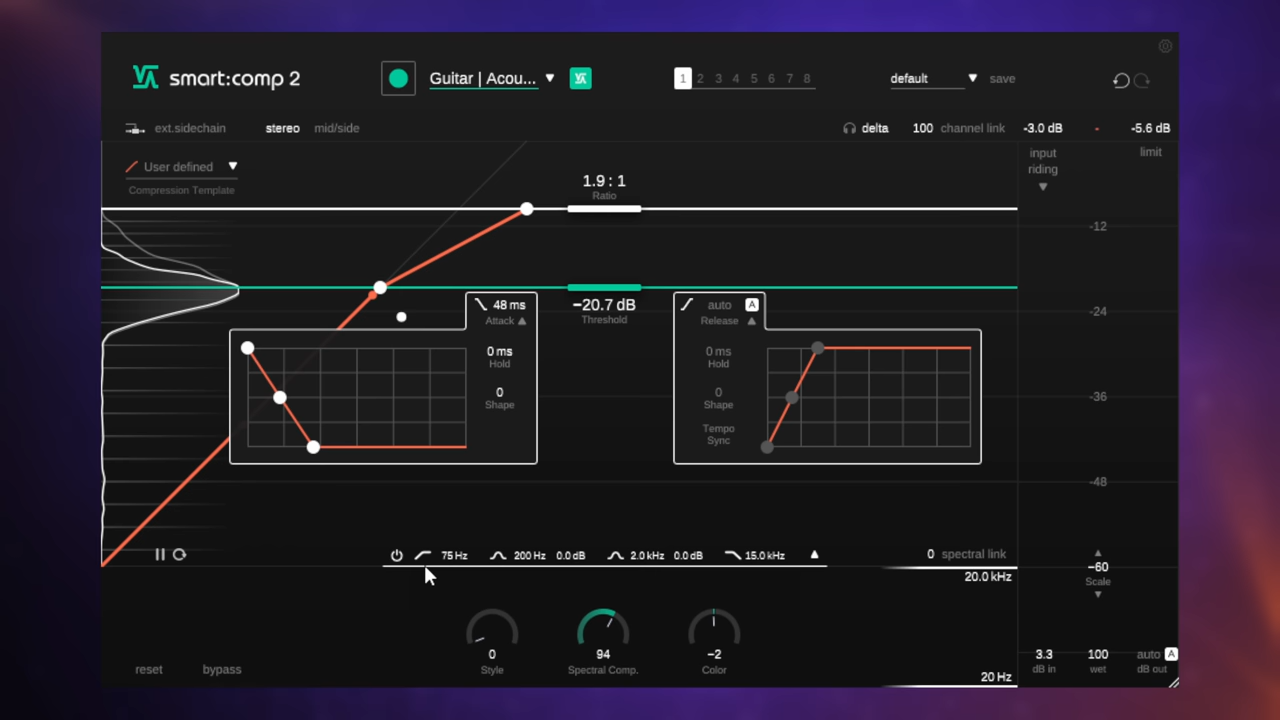 smart:comp 2
Guitar | Acou...
1 2 3 4 5 6 7 8
default
save
ext.sidechain
stereo
mid/side
delta
100 channel link
-3.0 dB
-5.6 dB
User defined
Compression Template
input
riding
limit
1.9 : 1
Ratio
-12
−20.7 dB
Threshold
-24
48 ms
Attack
0 ms
Hold
0
Shape
auto A
Release
0 ms
Hold
0
Shape
Tempo
Sync
-36
-48
75 Hz
200 Hz 0.0 dB
2.0 kHz 0.0 dB
15.0 kHz
0 spectral link
20.0 kHz
−60
Scale
0
Style
94
Spectral Comp.
−2
Color
reset
bypass
20 Hz
3.3
dB in
100
wet
auto A
dB out